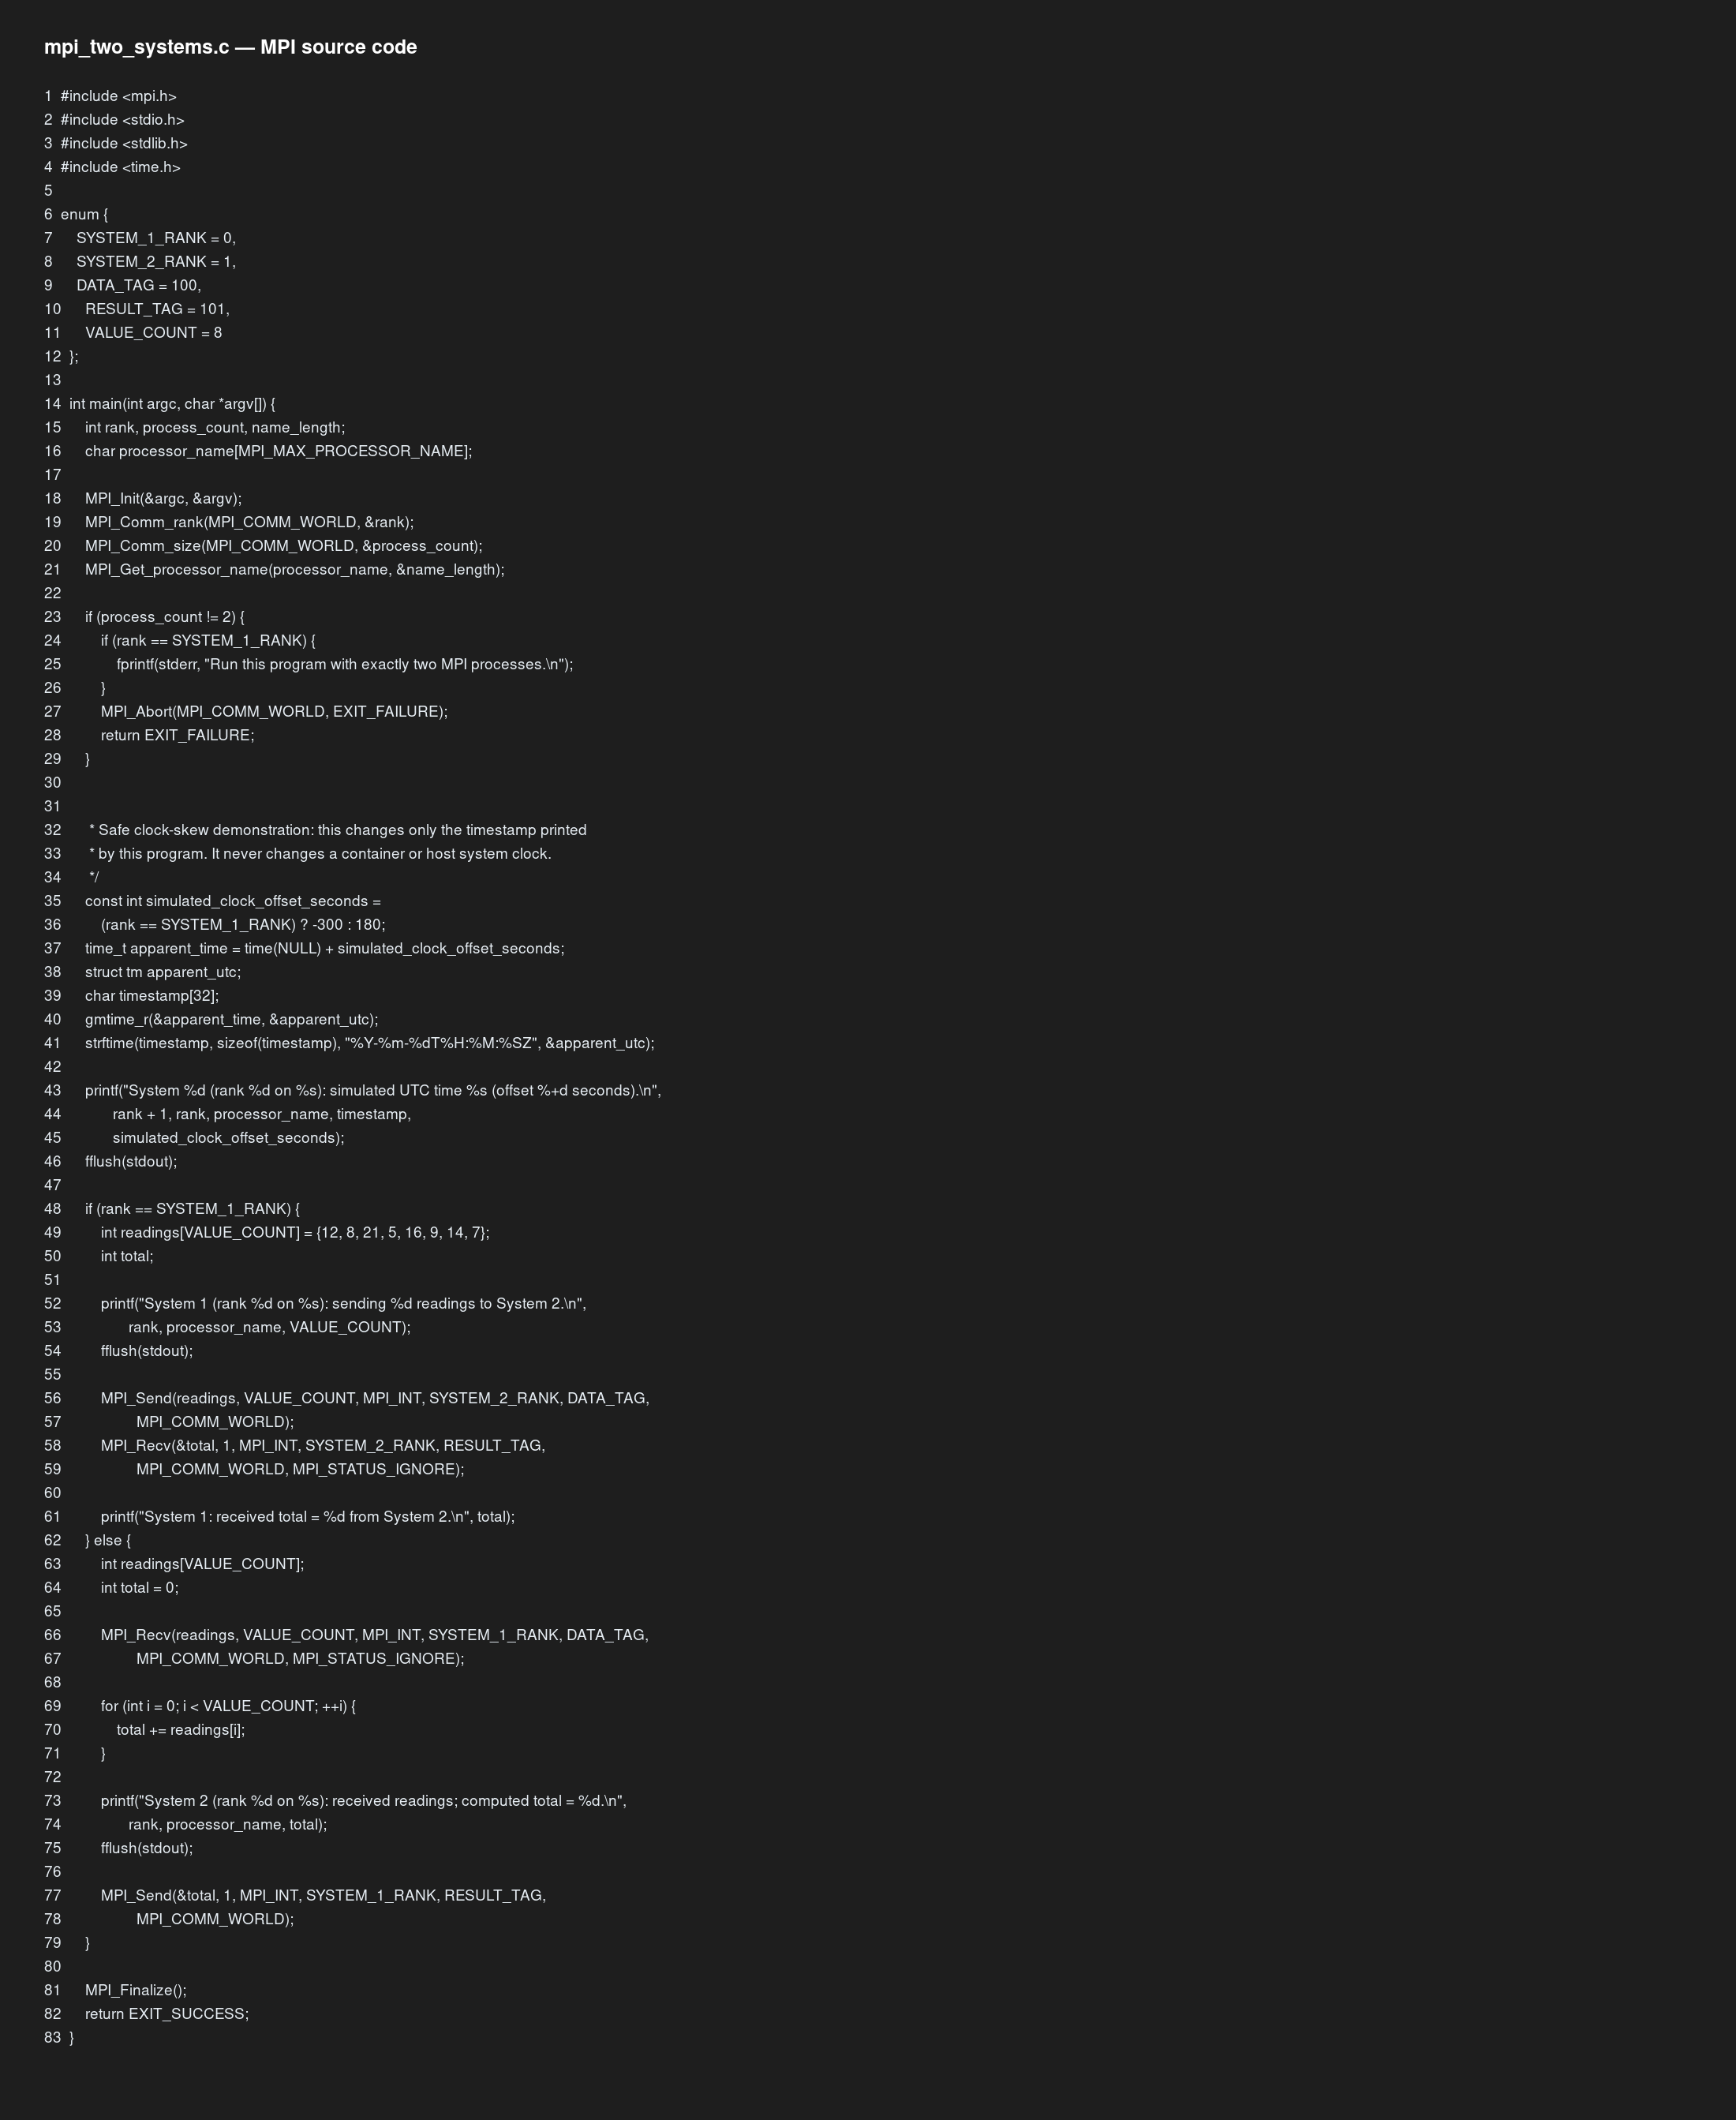 mpi_two_systems.c — MPI source code
1  #include <mpi.h>
2  #include <stdio.h>
3  #include <stdlib.h>
4  #include <time.h>
5
6  enum {
7      SYSTEM_1_RANK = 0,
8      SYSTEM_2_RANK = 1,
9      DATA_TAG = 100,
10      RESULT_TAG = 101,
11      VALUE_COUNT = 8
12  };
13
14  int main(int argc, char *argv[]) {
15      int rank, process_count, name_length;
16      char processor_name[MPI_MAX_PROCESSOR_NAME];
17
18      MPI_Init(&argc, &argv);
19      MPI_Comm_rank(MPI_COMM_WORLD, &rank);
20      MPI_Comm_size(MPI_COMM_WORLD, &process_count);
21      MPI_Get_processor_name(processor_name, &name_length);
22
23      if (process_count != 2) {
24          if (rank == SYSTEM_1_RANK) {
25              fprintf(stderr, "Run this program with exactly two MPI processes.\n");
26          }
27          MPI_Abort(MPI_COMM_WORLD, EXIT_FAILURE);
28          return EXIT_FAILURE;
29      }
30
31
32       * Safe clock-skew demonstration: this changes only the timestamp printed
33       * by this program. It never changes a container or host system clock.
34       */
35      const int simulated_clock_offset_seconds =
36          (rank == SYSTEM_1_RANK) ? -300 : 180;
37      time_t apparent_time = time(NULL) + simulated_clock_offset_seconds;
38      struct tm apparent_utc;
39      char timestamp[32];
40      gmtime_r(&apparent_time, &apparent_utc);
41      strftime(timestamp, sizeof(timestamp), "%Y-%m-%dT%H:%M:%SZ", &apparent_utc);
42
43      printf("System %d (rank %d on %s): simulated UTC time %s (offset %+d seconds).\n",
44             rank + 1, rank, processor_name, timestamp,
45             simulated_clock_offset_seconds);
46      fflush(stdout);
47
48      if (rank == SYSTEM_1_RANK) {
49          int readings[VALUE_COUNT] = {12, 8, 21, 5, 16, 9, 14, 7};
50          int total;
51
52          printf("System 1 (rank %d on %s): sending %d readings to System 2.\n",
53                 rank, processor_name, VALUE_COUNT);
54          fflush(stdout);
55
56          MPI_Send(readings, VALUE_COUNT, MPI_INT, SYSTEM_2_RANK, DATA_TAG,
57                   MPI_COMM_WORLD);
58          MPI_Recv(&total, 1, MPI_INT, SYSTEM_2_RANK, RESULT_TAG,
59                   MPI_COMM_WORLD, MPI_STATUS_IGNORE);
60
61          printf("System 1: received total = %d from System 2.\n", total);
62      } else {
63          int readings[VALUE_COUNT];
64          int total = 0;
65
66          MPI_Recv(readings, VALUE_COUNT, MPI_INT, SYSTEM_1_RANK, DATA_TAG,
67                   MPI_COMM_WORLD, MPI_STATUS_IGNORE);
68
69          for (int i = 0; i < VALUE_COUNT; ++i) {
70              total += readings[i];
71          }
72
73          printf("System 2 (rank %d on %s): received readings; computed total = %d.\n",
74                 rank, processor_name, total);
75          fflush(stdout);
76
77          MPI_Send(&total, 1, MPI_INT, SYSTEM_1_RANK, RESULT_TAG,
78                   MPI_COMM_WORLD);
79      }
80
81      MPI_Finalize();
82      return EXIT_SUCCESS;
83  }